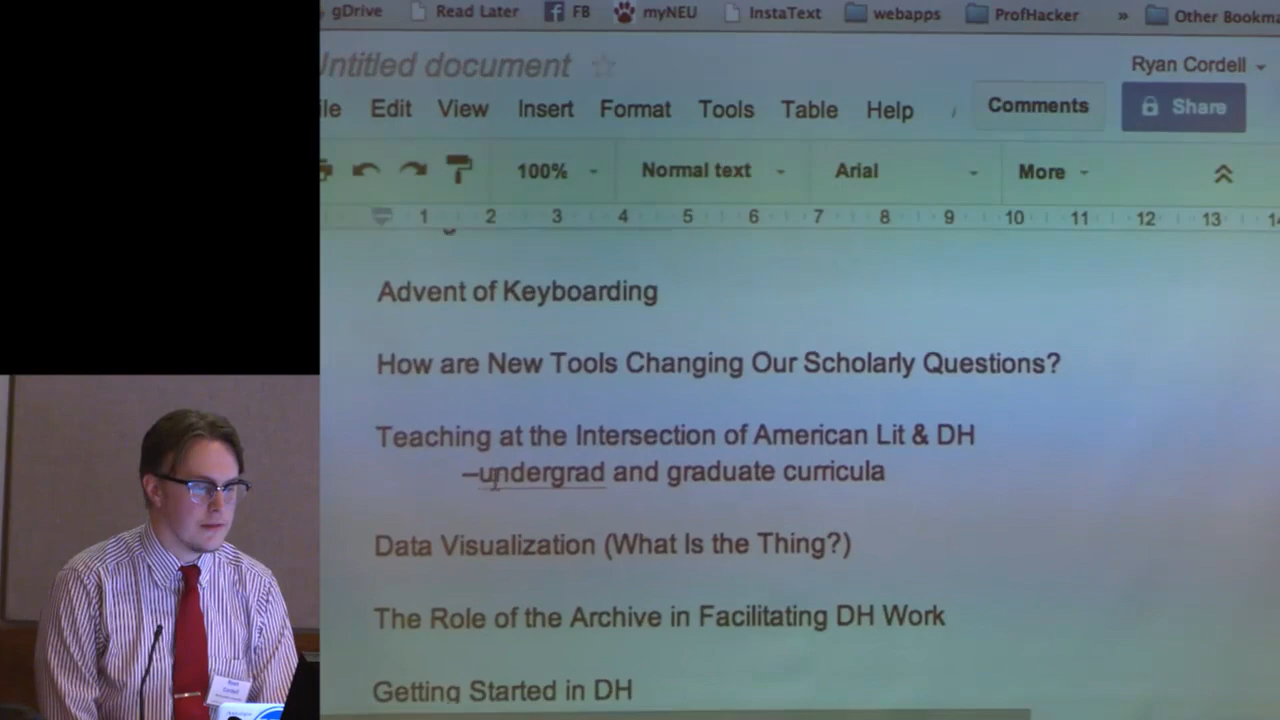 gDrive Read Later FB myNEU InstaText webapps ProfHacker » Other Bookma
Untitled document
Ryan Cordell
ile Edit View Insert Format Tools Table Help Comments Share
100% Normal text Arial More
1 2 3 4 5 6 7 8 9 10 11 12 13 14
Advent of Keyboarding
How are New Tools Changing Our Scholarly Questions?
Teaching at the Intersection of American Lit & DH
–undergrad and graduate curricula
Data Visualization (What Is the Thing?)
The Role of the Archive in Facilitating DH Work
Getting Started in DH
Ryan
Cordell